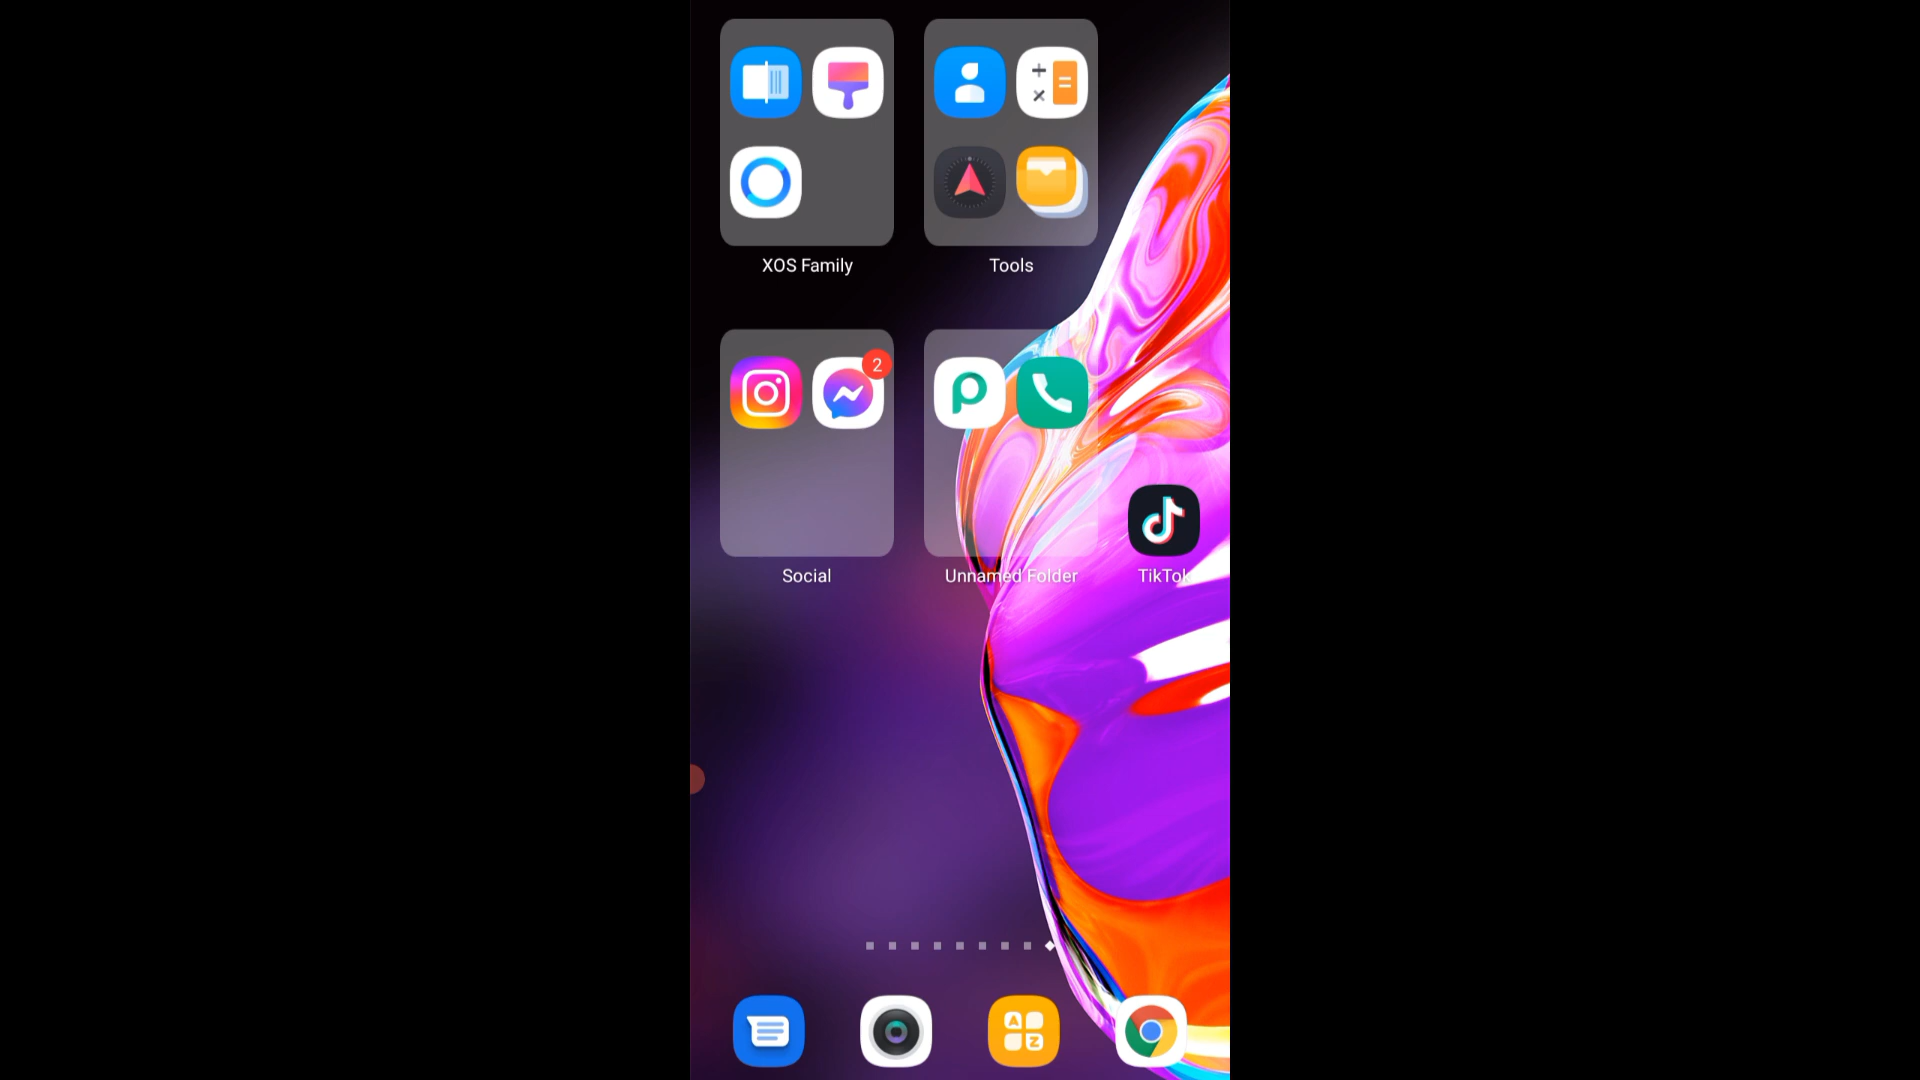 XOS Family
Tools
2
Social
Unnamed Folder
TikTok
A
Z